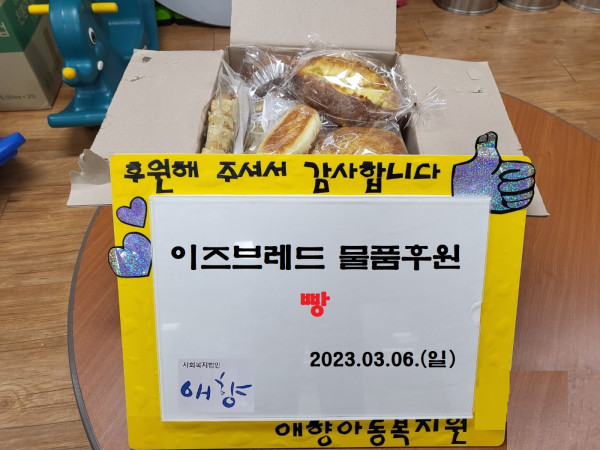 후원해 주셔서 감사합니다
이즈브레드 물품후원
빵
2023.03.06.(일)
사회복지법인
애향
애향아동복지원